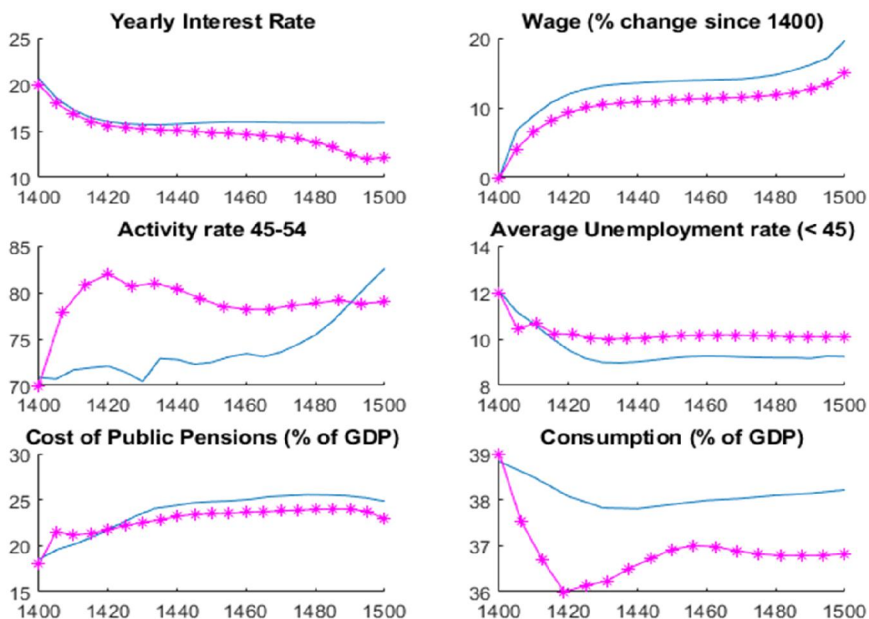 Yearly Interest Rate
25
20
15
10
1400 1420 1440 1460 1480 1500
Wage (% change since 1400)
20
10
0
1400 1420 1440 1460 1480 1500
Activity rate 45-54
85
80
75
70
1400 1420 1440 1460 1480 1500
Average Unemployment rate (< 45)
14
12
10
8
1400 1420 1440 1460 1480 1500
Cost of Public Pensions (% of GDP)
30
25
20
15
1400 1420 1440 1460 1480 1500
Consumption (% of GDP)
39
38
37
36
1400 1420 1440 1460 1480 1500